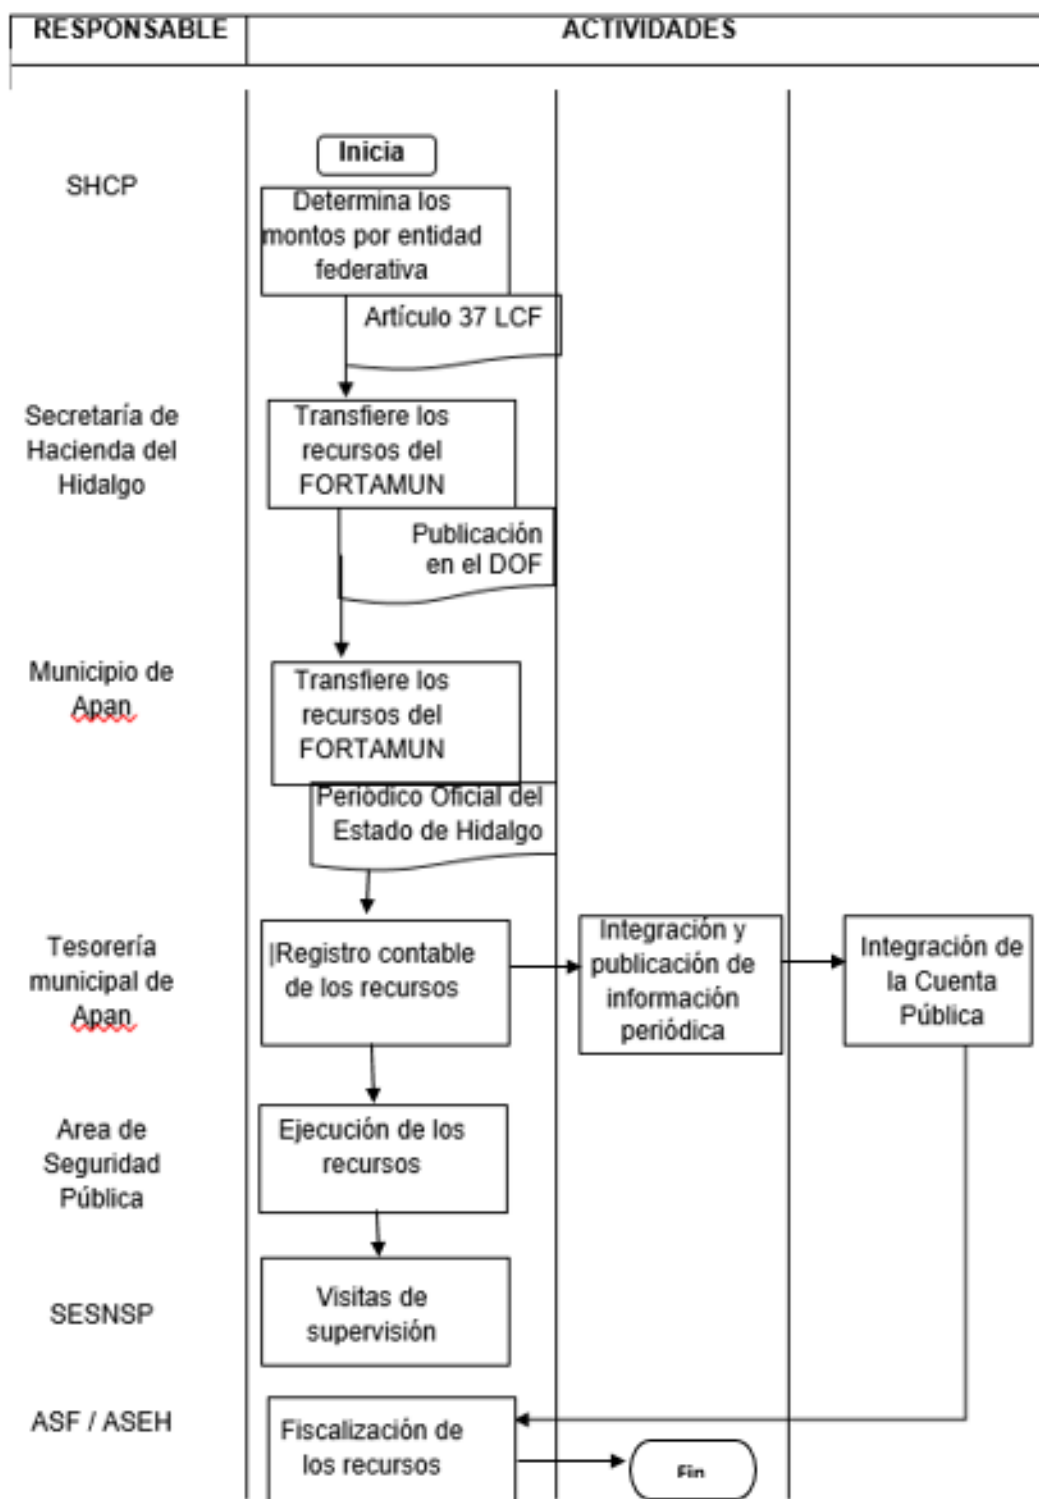 RESPONSABLE
ACTIVIDADES
Inicia
SHCP
Determina los
montos por entidad
federativa
Artículo 37 LCF
Secretaría de
Hacienda del
Hidalgo
Transfiere los
recursos del
FORTAMUN
Publicación
en el DOF
Municipio de
Apan
Transfiere los
recursos del
FORTAMUN
Periódico Oficial del
Estado de Hidalgo
Tesorería
municipal de
Apan
|Registro contable
de los recursos
Integración y
publicación de
información
periódica
Integración de
la Cuenta
Pública
Area de
Seguridad
Pública
Ejecución de los
recursos
SESNSP
Visitas de
supervisión
ASF / ASEH
Fiscalización de
los recursos
Fin